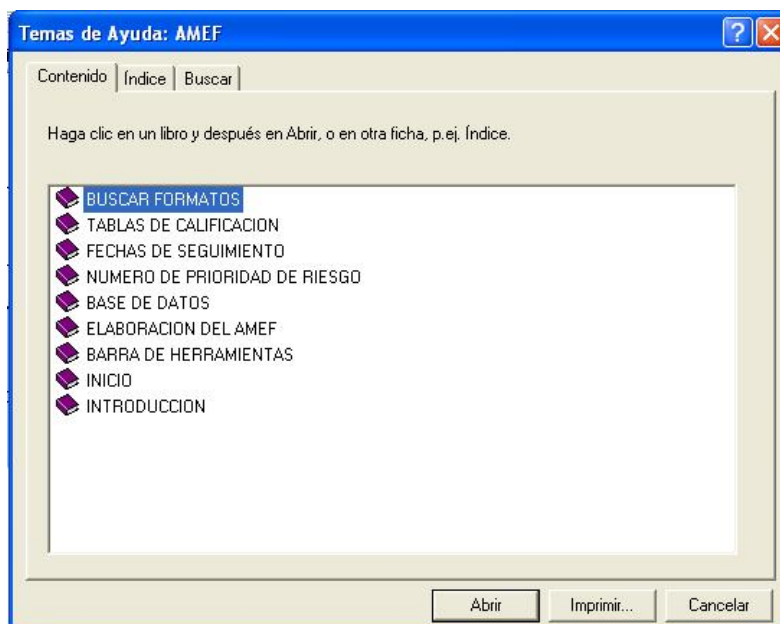 Temas de Ayuda: AMEF
Contenido Índice Buscar
Haga clic en un libro y después en Abrir, o en otra ficha, p.ej. Índice.
BUSCAR FORMATOS
TABLAS DE CALIFICACION
FECHAS DE SEGUIMIENTO
NUMERO DE PRIORIDAD DE RIESGO
BASE DE DATOS
ELABORACION DEL AMEF
BARRA DE HERRAMIENTAS
INICIO
INTRODUCCION
Abrir Imprimir... Cancelar